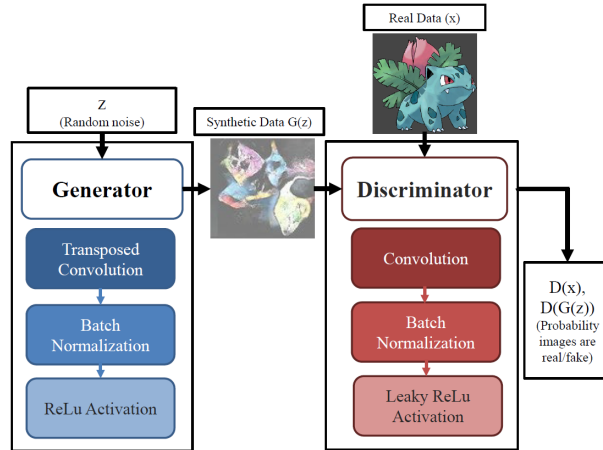 Real Data (x)
Z
(Random noise)
Synthetic Data G(z)
Generator
Discriminator
Transposed
Convolution
Batch
Normalization
ReLu Activation
Convolution
Batch
Normalization
Leaky ReLu
Activation
D(x),
D(G(z))
(Probability
images are
real/fake)